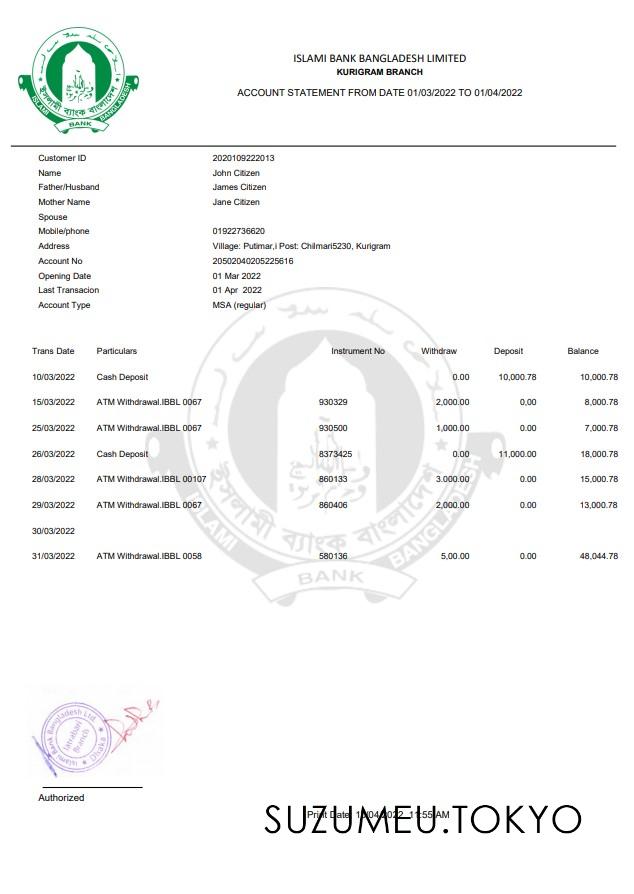 ISLAMI BANK BANGLADESH LIMITED
KURIGRAM BRANCH
ACCOUNT STATEMENT FROM DATE 01/03/2022 TO 01/04/2022
ইসলামী ব্যাংক বাংলাদেশ
ISLAMI BANK BANGLADESH
Customer ID 2020109222013
Name John Citizen
Father/Husband James Citizen
Mother Name Jane Citizen
Spouse
Mobile/phone 01922736620
Address Village: Putimar,i Post: Chilmari5230, Kurigram
Account No 20502040205225616
Opening Date 01 Mar 2022
Last Transacion 01 Apr 2022
Account Type MSA (regular)
Trans Date Particulars Instrument No Withdraw Deposit Balance
10/03/2022 Cash Deposit 0.00 10,000.78 10,000.78
15/03/2022 ATM Withdrawal.IBBL 0067 930329 2,000.00 0,00 8,000.78
25/03/2022 ATM Withdrawal.IBBL 0067 930500 1,000.00 0.00 7,000.78
26/03/2022 Cash Deposit 8373425 0.00 11,000.00 18,000.78
28/03/2022 ATM Withdrawal.IBBL 00107 860133 3.000.00 0.00 15,000.78
29/03/2022 ATM Withdrawal.IBBL 0067 860406 2,000.00 0.00 13,000.78
30/03/2022
31/03/2022 ATM Withdrawal.IBBL 0058 580136 5,00.00 0.00 48,044.78
ইসলামী ব্যাংক বাংলাদেশ
ISLAMI BANK BANGLADESH
Islami Bank Bangladesh Ltd.
Jatrabari
Branch
Dhaka
Authorized
Print Date: 11:55 AM
SUZUMEU.TOKYO